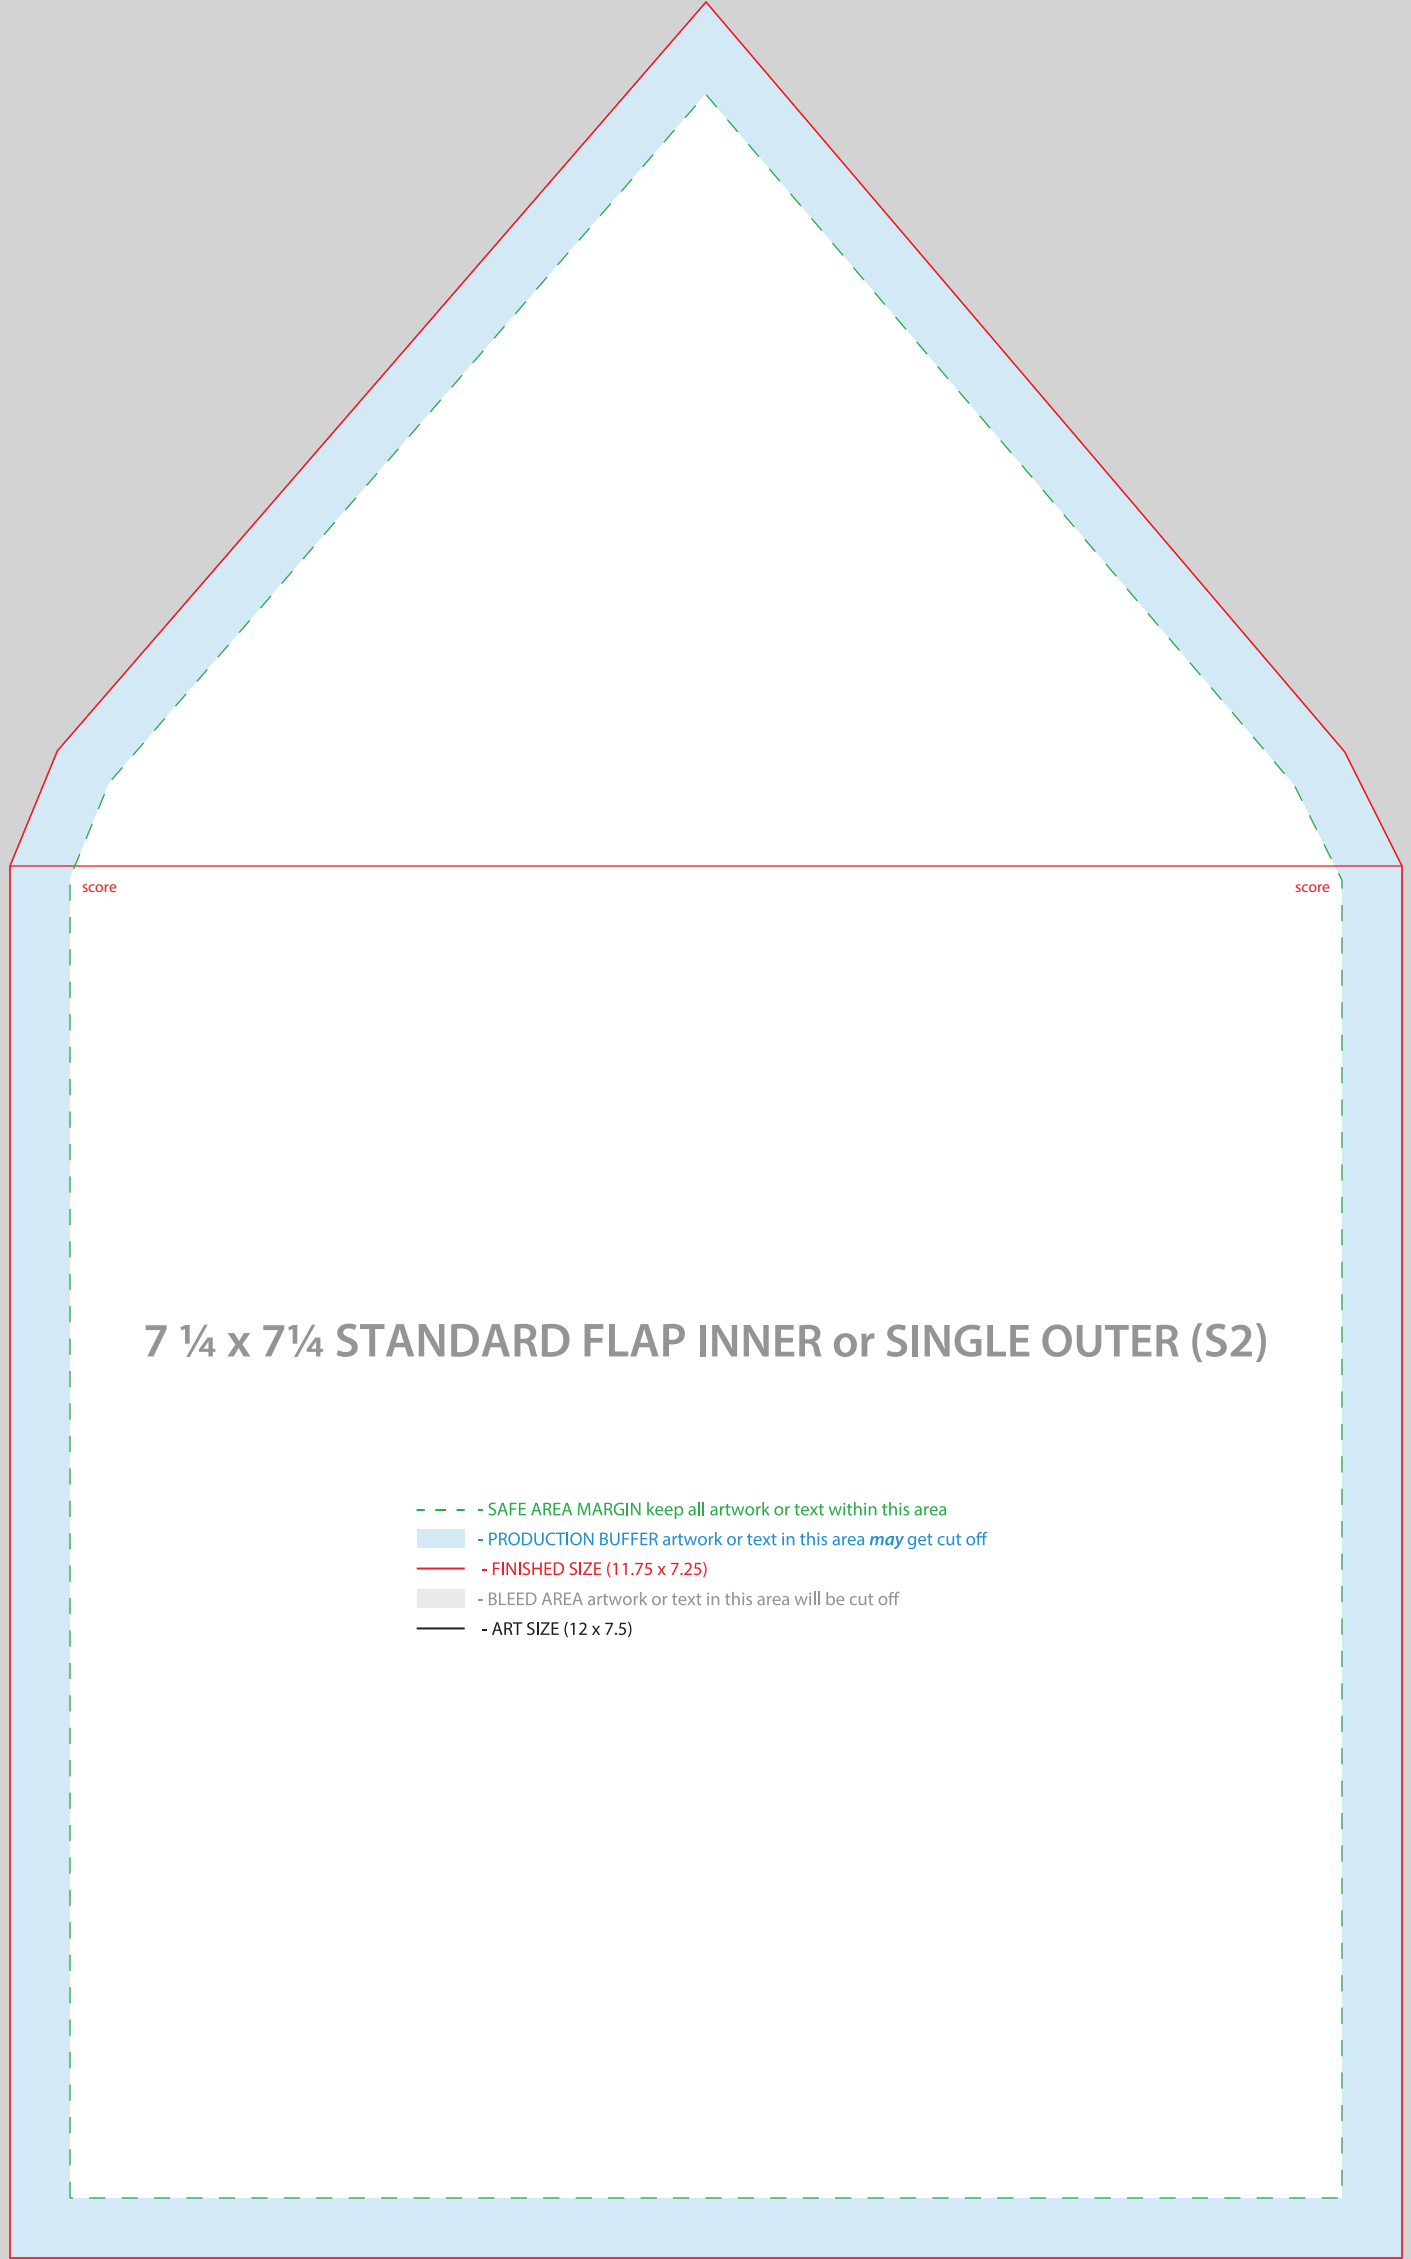 score
score
7 ¼ x 7¼ STANDARD FLAP INNER or SINGLE OUTER (S2)
- SAFE AREA MARGIN keep all artwork or text within this area
- PRODUCTION BUFFER artwork or text in this area may get cut off
- FINISHED SIZE (11.75 x 7.25)
- BLEED AREA artwork or text in this area will be cut off
- ART SIZE (12 x 7.5)